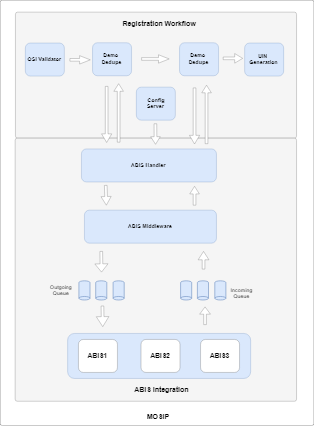 Registration Workflow
OSI Validator
Demo
Dedupe
Demo
Dedupe
UIN
Generation
Config
Server
ABIS Handler
ABIS Middleware
Outgoing
Queue
Incoming
Queue
ABIS1
ABIS2
ABIS3
ABIS Integration
MOSIP